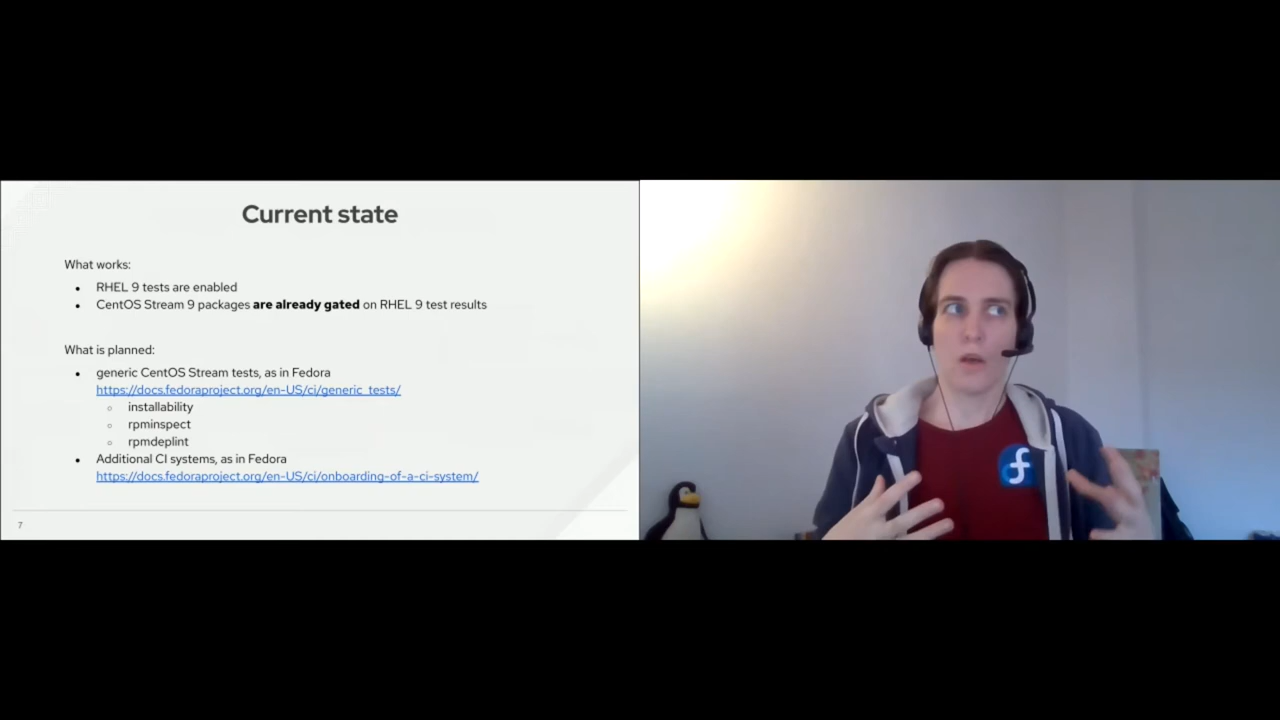 Current state
What works:
● RHEL 9 tests are enabled
● CentOS Stream 9 packages are already gated on RHEL 9 test results
What is planned:
● generic CentOS Stream tests, as in Fedora
https://docs.fedoraproject.org/en-US/ci/generic_tests/
○ installability
○ rpminspect
○ rpmdeplint
● Additional CI systems, as in Fedora
https://docs.fedoraproject.org/en-US/ci/onboarding-of-a-ci-system/
7